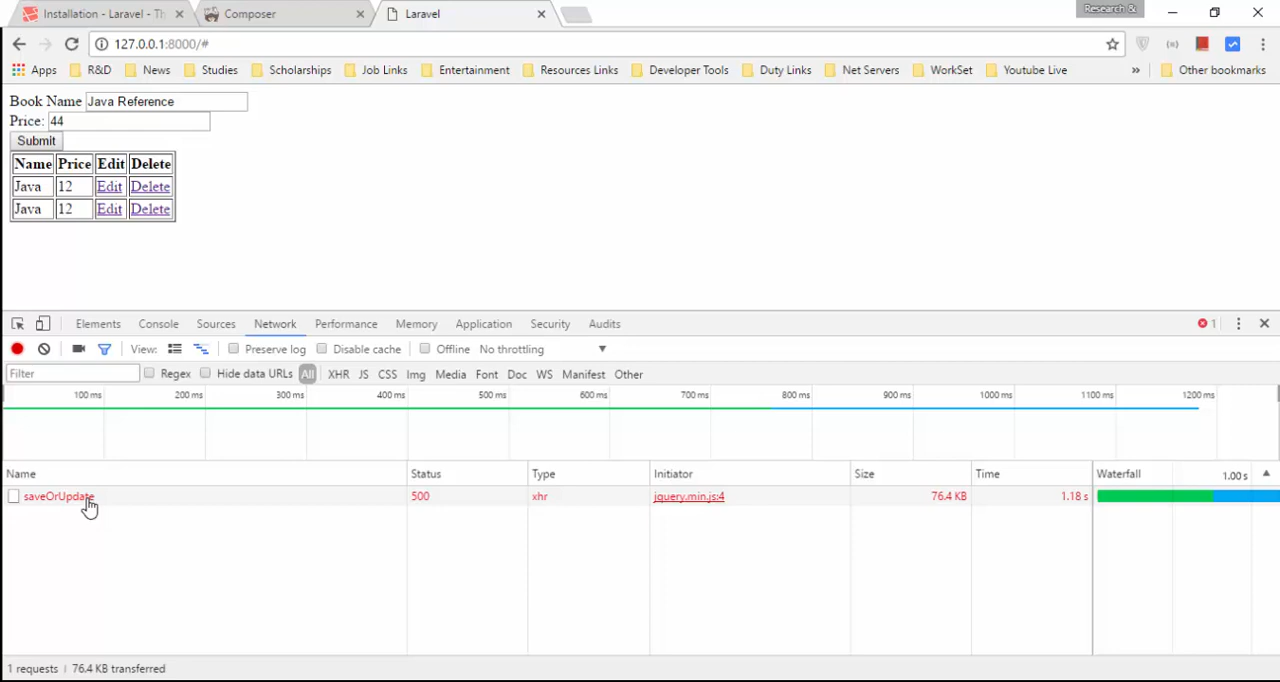 Installation - Laravel - Th
Composer
Laravel
Research &
127.0.0.1:8000/#
Apps R&D News Studies Scholarships Job Links Entertainment Resources Links Developer Tools Duty Links Net Servers WorkSet Youtube Live » Other bookmarks
Book Name Java Reference
Price: 44
Submit
Name Price Edit Delete
Java 12 Edit Delete
Java 12 Edit Delete
Elements Console Sources Network Performance Memory Application Security Audits 1
View: Preserve log Disable cache Offline No throttling
Filter Regex Hide data URLs All XHR JS CSS Img Media Font Doc WS Manifest Other
100 ms 200 ms 300 ms 400 ms 500 ms 600 ms 700 ms 800 ms 900 ms 1000 ms 1100 ms 1200 ms
Name Status Type Initiator Size Time Waterfall 1.00 s
saveOrUpdate 500 xhr jquery.min.js:4 76.4 KB 1.18 s
1 requests | 76.4 KB transferred